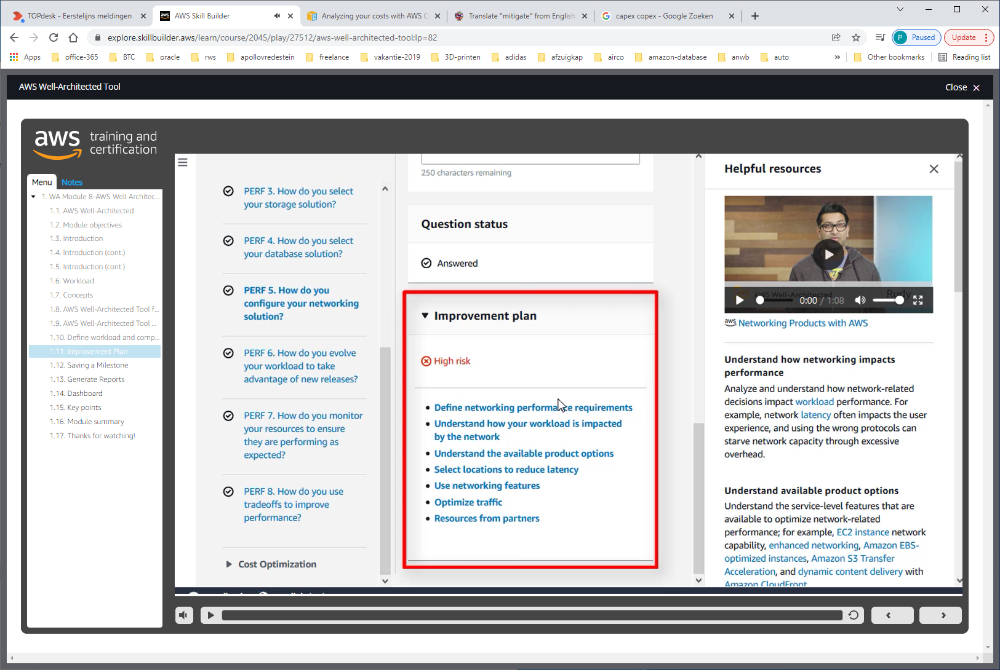 TOPdesk - Eerstelijns meldingen
AWS Skill Builder
Analyzing your costs with AWS C
Translate "mitigate" from English
capex copex - Google Zoeken
explore.skillbuilder.aws/learn/course/2045/play/27512/aws-well-architected-tool;lp=82
P Paused
Update
Apps
office-365
BTC
oracle
rws
apollovredestein
freelance
vakantie-2019
3D-printen
adidas
afzuigkap
airco
amazon-database
anwb
auto
»
Other bookmarks
Reading list
AWS Well-Architected Tool
Close
aws training and
certification
Menu
Notes
1. WA Module 8-AWS Well Architec...
1.1. AWS Well-Architected
1.2. Module objectives
1.3. Introduction
1.4. Introduction (cont.)
1.5. Introduction (cont.)
1.6. Workload
1.7. Concepts
1.8. AWS Well-Architected Tool f...
1.9. AWS Well-Architected Tool ...
1.10. Define workload and comp...
1.11. Improvement Plan
1.12. Saving a Milestone
1.13. Generate Reports
1.14. Dashboard
1.15. Key points
1.16. Module summary
1.17. Thanks for watching!
PERF 3. How do you select
your storage solution?
PERF 4. How do you select
your database solution?
PERF 5. How do you
configure your networking
solution?
PERF 6. How do you evolve
your workload to take
advantage of new releases?
PERF 7. How do you monitor
your resources to ensure
they are performing as
expected?
PERF 8. How do you use
tradeoffs to improve
performance?
Cost Optimization
250 characters remaining
Question status
Answered
Improvement plan
High risk
• Define networking performance requirements
• Understand how your workload is impacted
by the network
• Understand the available product options
• Select locations to reduce latency
• Use networking features
• Optimize traffic
• Resources from partners
Helpful resources
AWS Well-Architected
Rudy
0:00 / 1:08
aws Networking Products with AWS
Understand how networking impacts
performance
Analyze and understand how network-related
decisions impact workload performance. For
example, network latency often impacts the user
experience, and using the wrong protocols can
starve network capacity through excessive
overhead.
Understand available product options
Understand the service-level features that are
available to optimize network-related
performance; for example, EC2 instance network
capability, enhanced networking, Amazon EBS-
optimized instances, Amazon S3 Transfer
Acceleration, and dynamic content delivery with
Amazon CloudFront